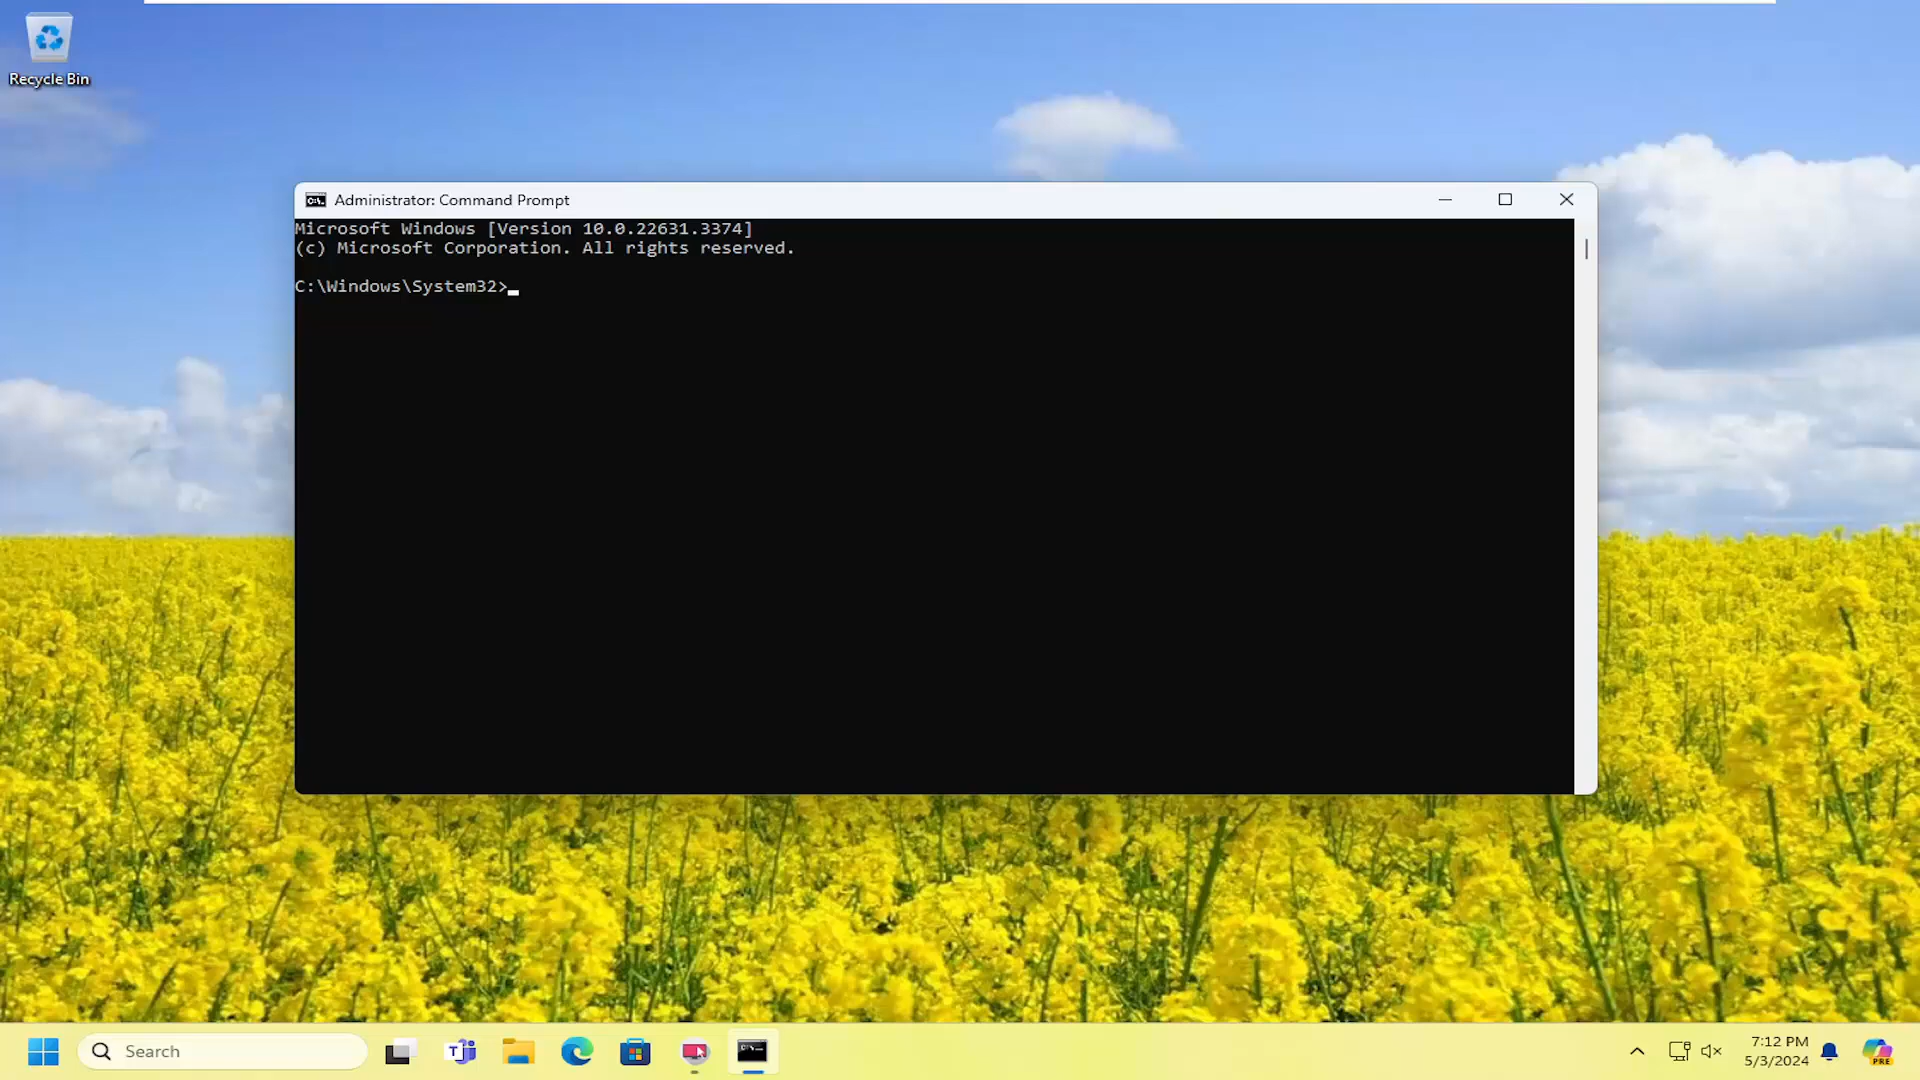 Recycle Bin
Administrator: Command Prompt
Microsoft Windows [Version 10.0.22631.3374]
(c) Microsoft Corporation. All rights reserved.
C:\Windows\System32>
Search
7:12 PM
5/3/2024
PRE